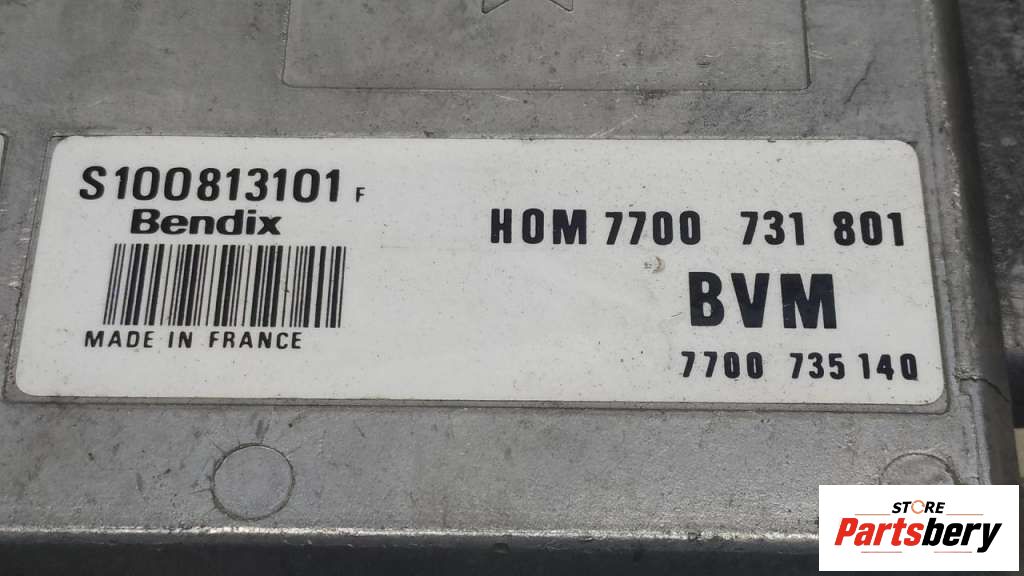 S100813101 F
Bendix
MADE IN FRANCE
HOM 7700 731 801
BVM
7700 735 140
STORE
Partsbery